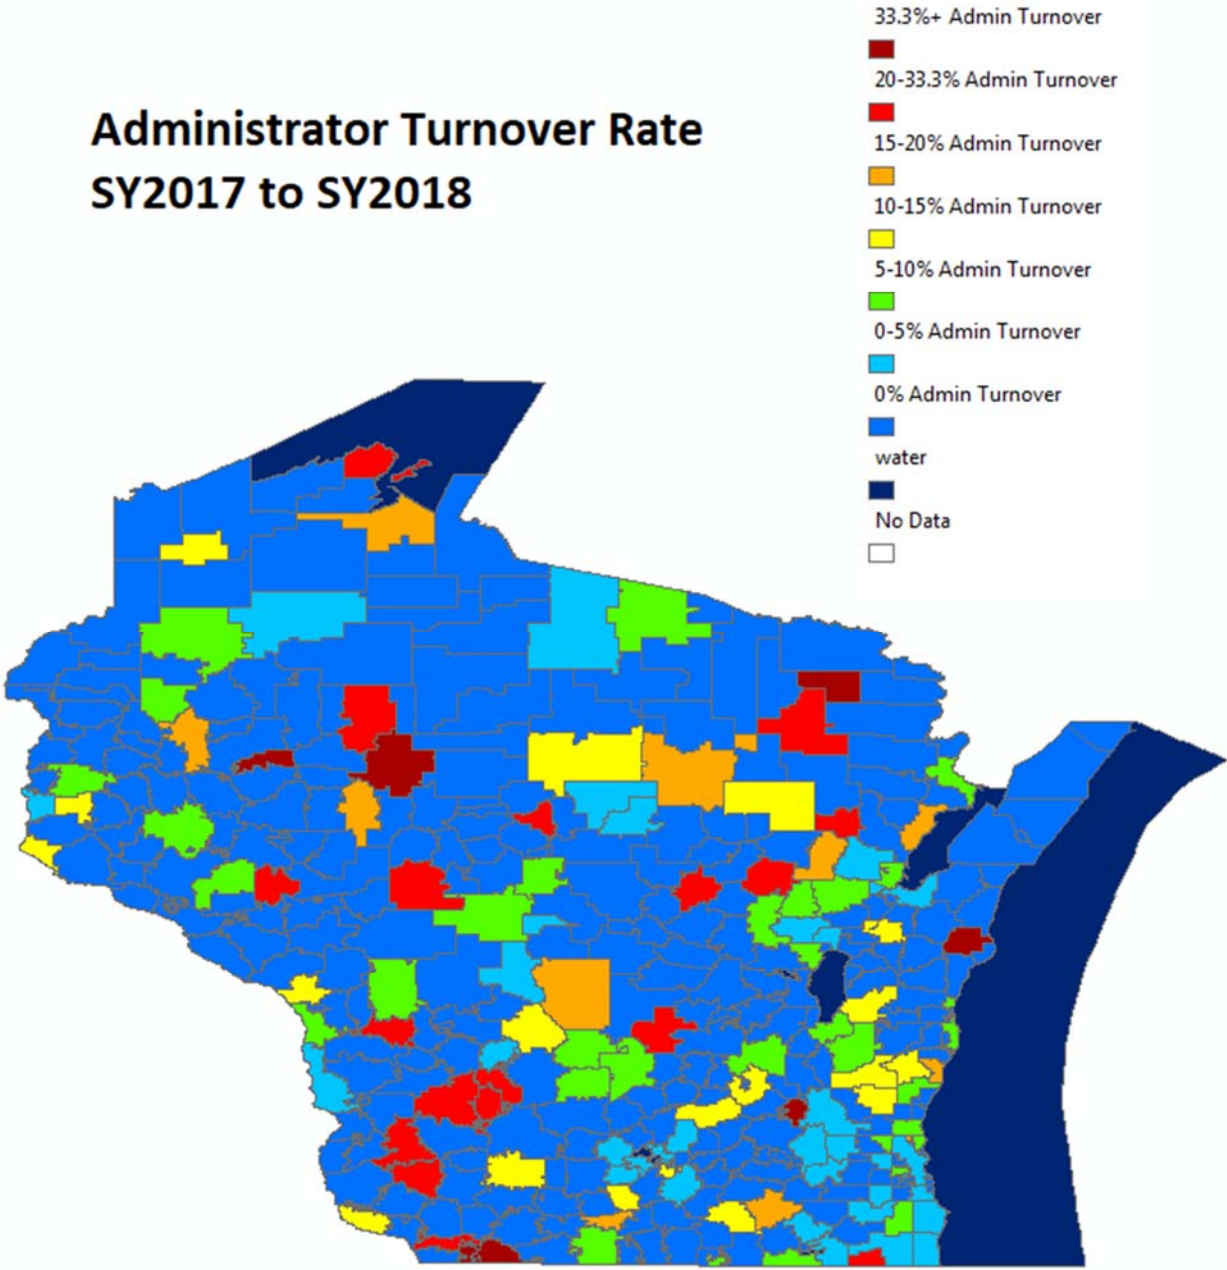 Administrator Turnover Rate
SY2017 to SY2018
33.3%+ Admin Turnover
20-33.3% Admin Turnover
15-20% Admin Turnover
10-15% Admin Turnover
5-10% Admin Turnover
0-5% Admin Turnover
0% Admin Turnover
water
No Data